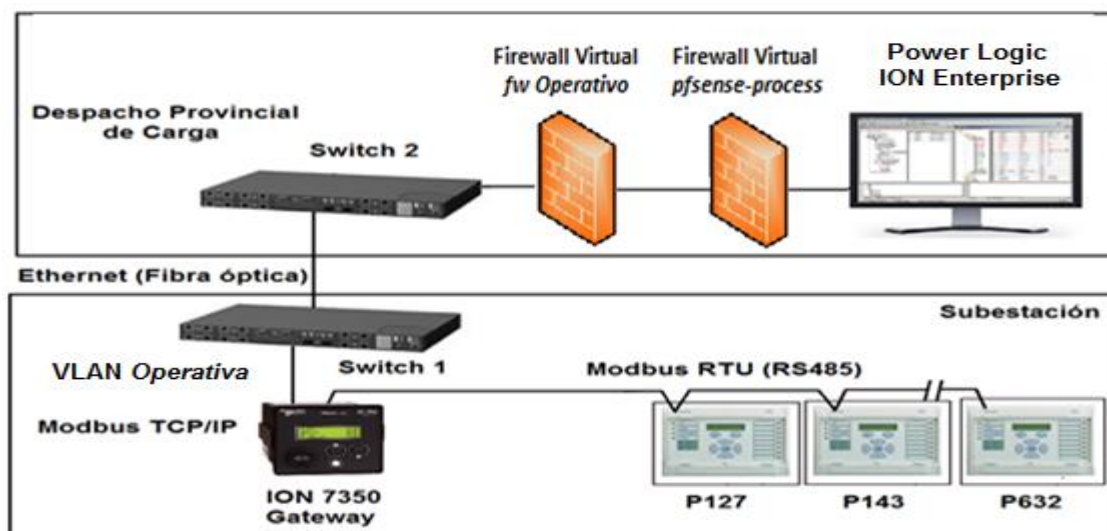 Firewall Virtual
fw Operativo
Firewall Virtual
pfsense-process
Power Logic
ION Enterprise
Despacho Provincial
de Carga
Switch 2
Ethernet (Fibra óptica)
Subestación
VLAN Operativa
Switch 1
Modbus RTU (RS485)
Modbus TCP/IP
ION 7350
Gateway
P127
P143
P632